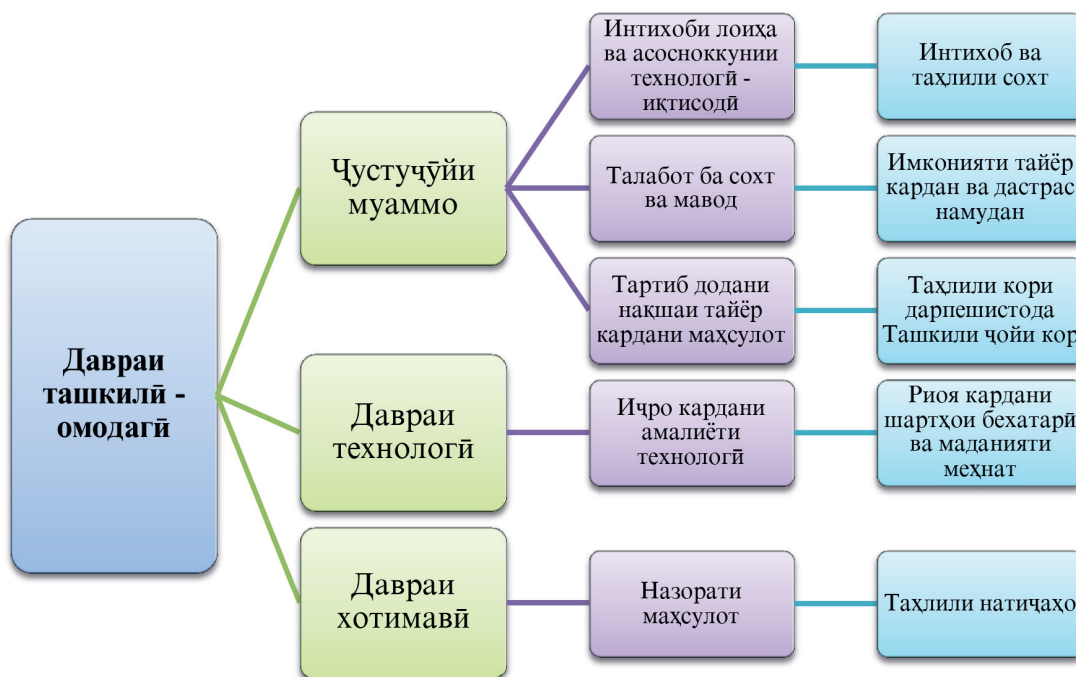 Давраи
ташкилӣ -
омодагӣ
Ҷустуҷӯйи
муаммо
Интихоби лоиҳа
ва асосноккунии
технологӣ -
иқтисодӣ
Интихоб ва
таҳлили сохт
Талабот ба сохт
ва мавод
Имконияти тайёр
кардан ва дастрас
намудан
Тартиб додани
нақшаи тайёр
кардани маҳсулот
Таҳлили кори
дарпешистода
Ташкили ҷойи кор
Давраи
технологӣ
Иҷро кардани
амалиёти
технологӣ
Риоя кардани
шартҳои бехатарӣ
ва маданияти
меҳнат
Давраи
хотимавӣ
Назорати
маҳсулот
Таҳлили натиҷаҳо